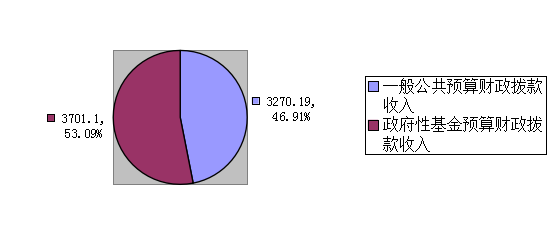 3701.1,
53.09%
3270.19,
46.91%
一般公共预算财政拨款
收入
政府性基金预算财政拨
款收入